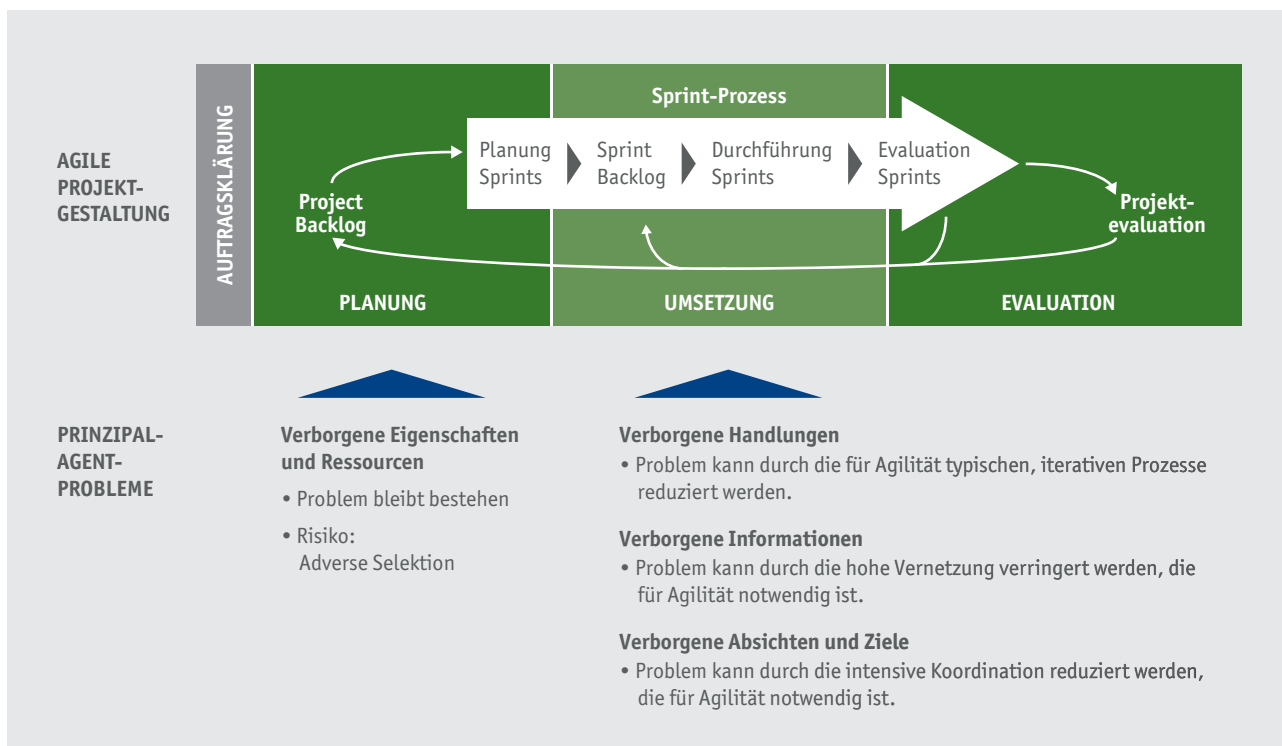 AGILE
PROJEKT-
GESTALTUNG
AUFTRAGSKLÄRUNG
Sprint-Prozess
Planung
Sprints
Sprint
Backlog
Durchführung
Sprints
Evaluation
Sprints
Project
Backlog
Projekt-
evaluation
PLANUNG
UMSETZUNG
EVALUATION
PRINZIPAL-
AGENT-
PROBLEME
Verborgene Eigenschaften
und Ressourcen
• Problem bleibt bestehen
• Risiko:
Adverse Selektion
Verborgene Handlungen
• Problem kann durch die für Agilität typischen, iterativen Prozesse
reduziert werden.
Verborgene Informationen
• Problem kann durch die hohe Vernetzung verringert werden, die
für Agilität notwendig ist.
Verborgene Absichten und Ziele
• Problem kann durch die intensive Koordination reduziert werden,
die für Agilität notwendig ist.